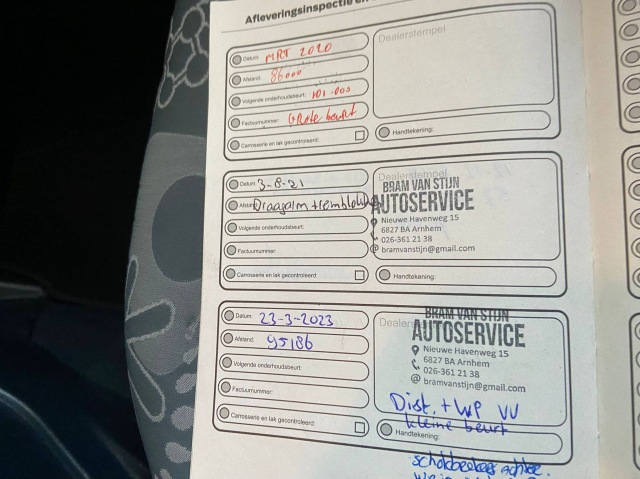 Afleveringsinspectie en
Datum: MRT 2020
Dealerstempel
Afstand: 86000
Volgende onderhoudsbeurt: 101.000
Factuurnummer: Grote beurt
Carrosserie en lak gecontroleerd:
Handtekening:
Datum: 3-8-21
Dealerstempel
BRAM VAN STIJN
AUTOSERVICE
Afstand: Draagarm +remblokken
Nieuwe Havenweg 15
6827 BA Arnhem
Volgende onderhoudsbeurt:
026-361 21 38
Factuurnummer:
bramvanstijn@gmail.com
Carrosserie en lak gecontroleerd:
Handtekening:
Datum: 23-3-2023
BRAM VAN STIJN
AUTOSERVICE
Afstand: 95186
Nieuwe Havenweg 15
6827 BA Arnhem
Volgende onderhoudsbeurt:
026-361 21 38
bramvanstijn@gmail.com
Factuurnummer:
Dist. + WP VV
kleine beurt
Carrosserie en lak gecontroleerd:
Handtekening:
schokbrekers achter.